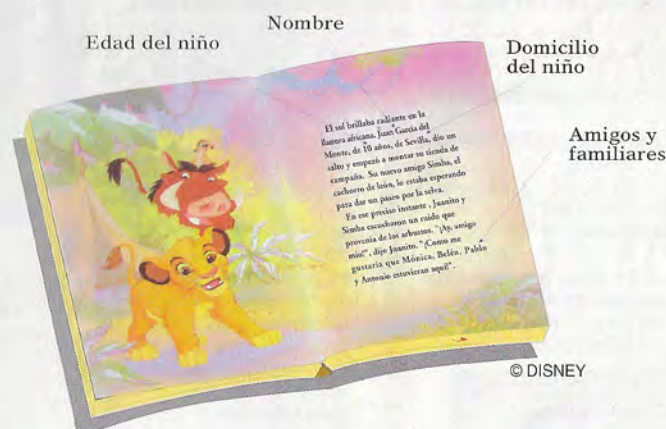 Nombre
Edad del niño
Domicilio
del niño
Amigos y
familiares
El sol brillaba radiante en la
llanura africana. Juan García del
Monte, de 10 años, de Sevilla, dio un
salto y empezó a montar su tienda de
campaña. Su nuevo amigo Simba, el
cachorro de león, lo estaba esperando
para dar un paseo por la selva.
En ese preciso instante , Juanito y
Simba escucharon un ruido que
provenía de los arbustos. "¡Ay, amigo
mío!", dijo Juanito. "¡Como me
gustaría que Mónica, Belén, Pablo
y Antonio estuvieran aquí!".
© DISNEY